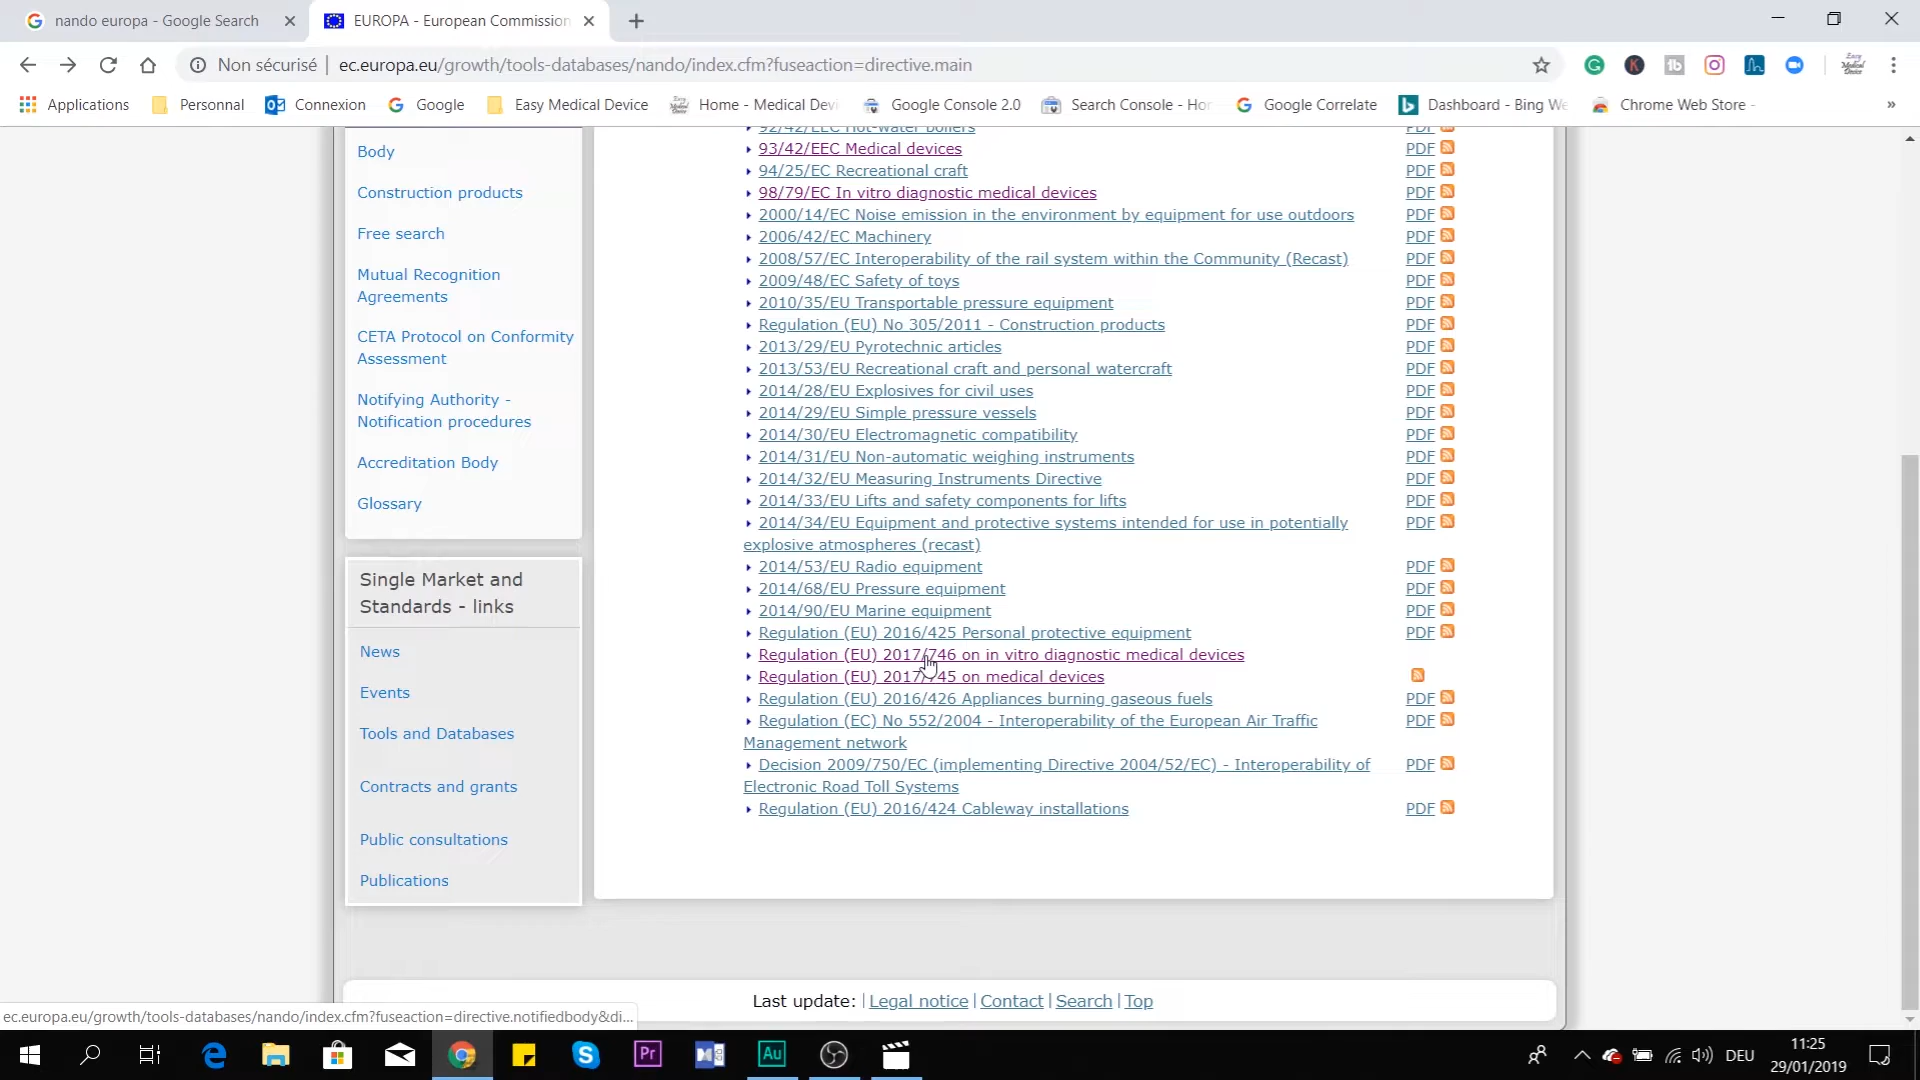 nando europa - Google Search
EUROPA - European Commission
Non sécurisé
ec.europa.eu/growth/tools-databases/nando/index.cfm?fuseaction=directive.main
Applications
Personnal
Connexion
Google
Easy Medical Device
Home - Medical Devi
Google Console 2.0
Search Console - Ho
Google Correlate
Dashboard - Bing We
Chrome Web Store -
»
Body
Construction products
Free search
Mutual Recognition
Agreements
CETA Protocol on Conformity
Assessment
Notifying Authority -
Notification procedures
Accreditation Body
Glossary
Single Market and
Standards - links
News
Events
Tools and Databases
Contracts and grants
Public consultations
Publications
92/42/EEC Hot-water boilers PDF
93/42/EEC Medical devices PDF
94/25/EC Recreational craft PDF
98/79/EC In vitro diagnostic medical devices PDF
2000/14/EC Noise emission in the environment by equipment for use outdoors PDF
2006/42/EC Machinery PDF
2008/57/EC Interoperability of the rail system within the Community (Recast) PDF
2009/48/EC Safety of toys PDF
2010/35/EU Transportable pressure equipment PDF
Regulation (EU) No 305/2011 - Construction products PDF
2013/29/EU Pyrotechnic articles PDF
2013/53/EU Recreational craft and personal watercraft PDF
2014/28/EU Explosives for civil uses PDF
2014/29/EU Simple pressure vessels PDF
2014/30/EU Electromagnetic compatibility PDF
2014/31/EU Non-automatic weighing instruments PDF
2014/32/EU Measuring Instruments Directive PDF
2014/33/EU Lifts and safety components for lifts PDF
2014/34/EU Equipment and protective systems intended for use in potentially PDF
explosive atmospheres (recast)
2014/53/EU Radio equipment PDF
2014/68/EU Pressure equipment PDF
2014/90/EU Marine equipment PDF
Regulation (EU) 2016/425 Personal protective equipment PDF
Regulation (EU) 2017/746 on in vitro diagnostic medical devices
Regulation (EU) 2017/745 on medical devices
Regulation (EU) 2016/426 Appliances burning gaseous fuels PDF
Regulation (EC) No 552/2004 - Interoperability of the European Air Traffic PDF
Management network
Decision 2009/750/EC (implementing Directive 2004/52/EC) - Interoperability of PDF
Electronic Road Toll Systems
Regulation (EU) 2016/424 Cableway installations PDF
Last update: | Legal notice | Contact | Search | Top
ec.europa.eu/growth/tools-databases/nando/index.cfm?fuseaction=directive.notifiedbody&di...
DEU
11:25
29/01/2019